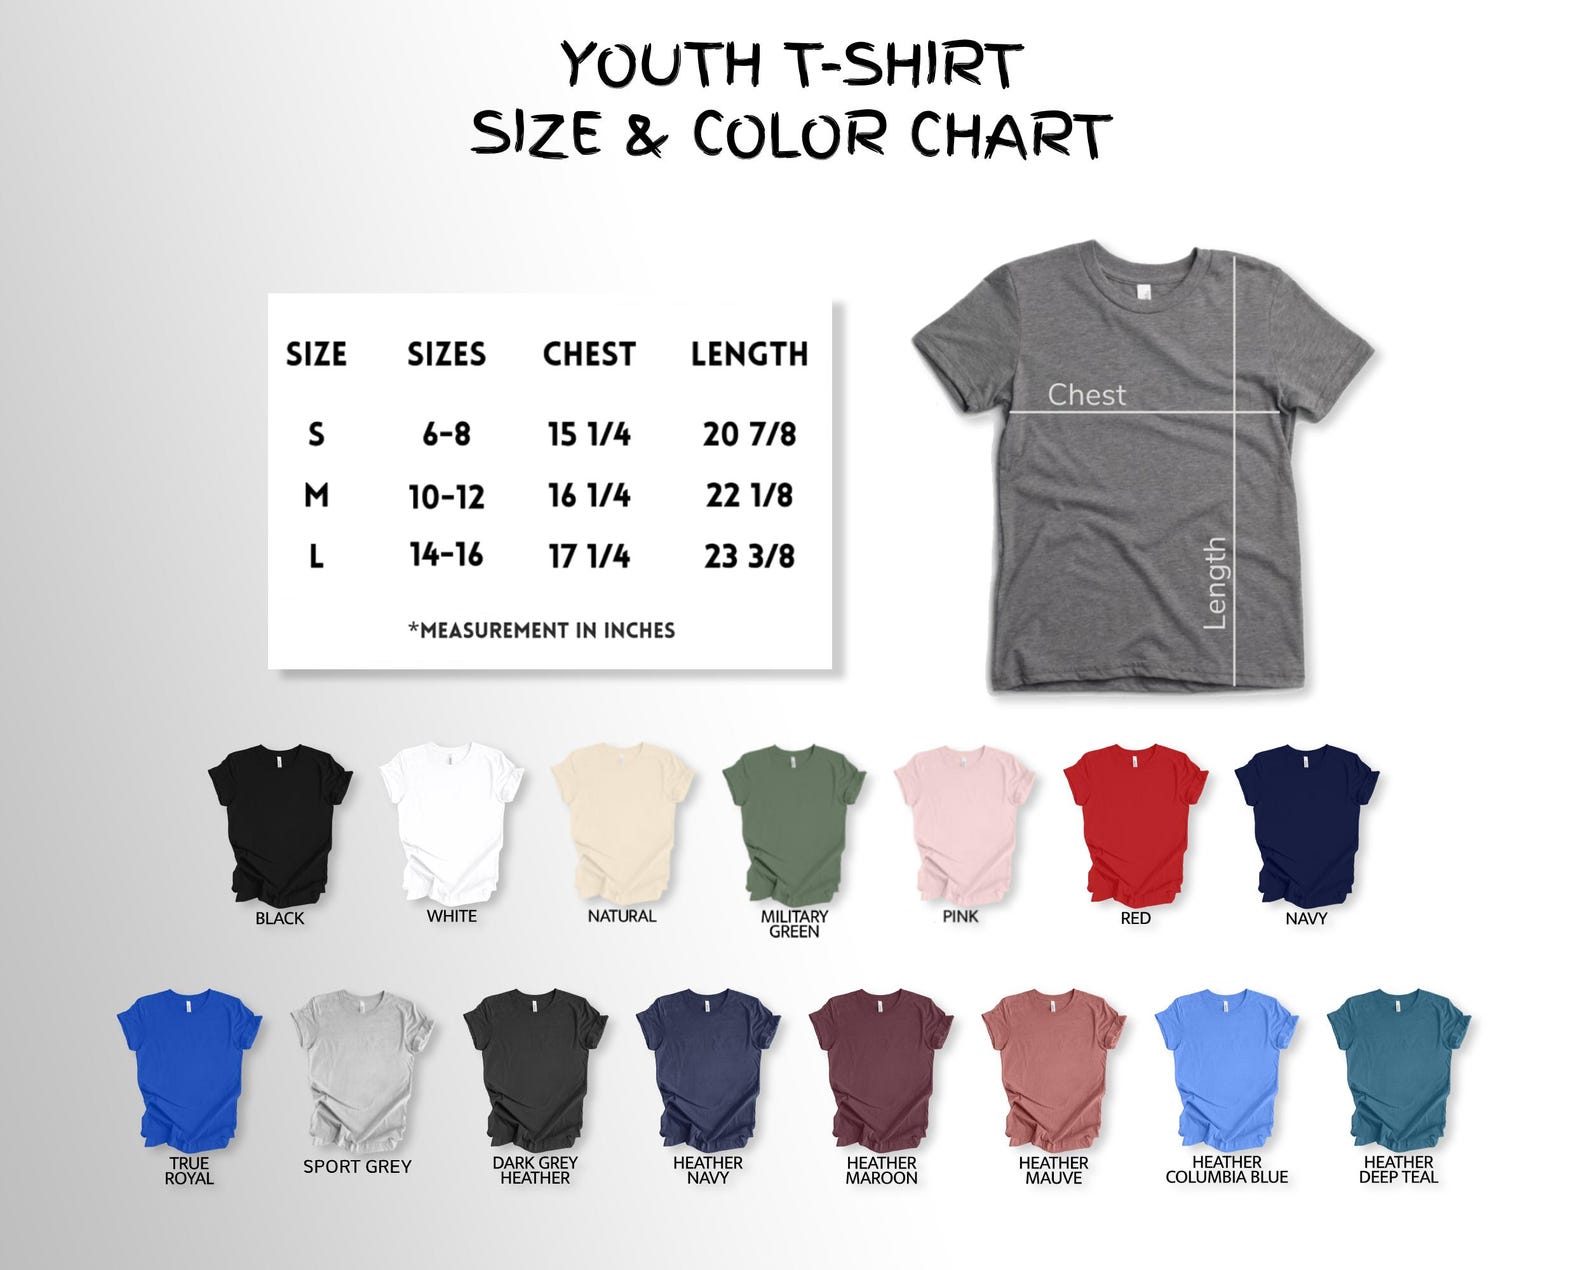 YOUTH T-SHIRT
SIZE & COLOR CHART
SIZE SIZES CHEST LENGTH
S 6-8 15 1/4 20 7/8
M 10-12 16 1/4 22 1/8
L 14-16 17 1/4 23 3/8
*MEASUREMENT IN INCHES
Chest
Length
BLACK
WHITE
NATURAL
MILITARY
GREEN
PINK
RED
NAVY
TRUE
ROYAL
SPORT GREY
DARK GREY
HEATHER
HEATHER
NAVY
HEATHER
MAROON
HEATHER
MAUVE
HEATHER
COLUMBIA BLUE
HEATHER
DEEP TEAL